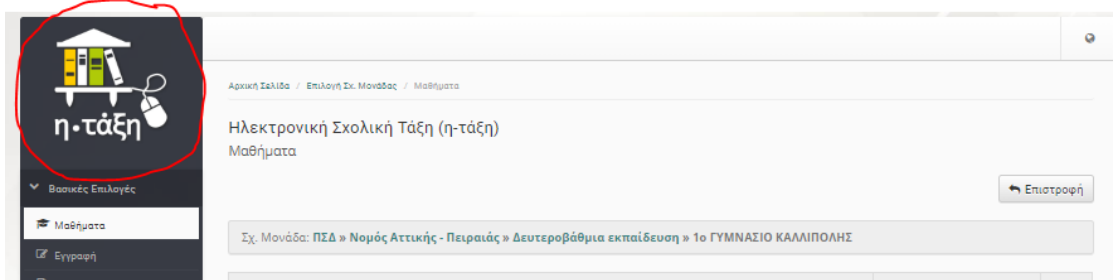 η·τάξη
Αρχική Σελίδα / Επιλογή Σχ. Μονάδας / Μαθήματα
Ηλεκτρονική Σχολική Τάξη (η-τάξη)
Μαθήματα
Επιστροφή
Βασικές Επιλογές
Μαθήματα
Εγγραφή
Σχ. Μονάδα: ΠΣΔ » Νομός Αττικής - Πειραιάς » Δευτεροβάθμια εκπαίδευση » 1ο ΓΥΜΝΑΣΙΟ ΚΑΛΛΙΠΟΛΗΣ